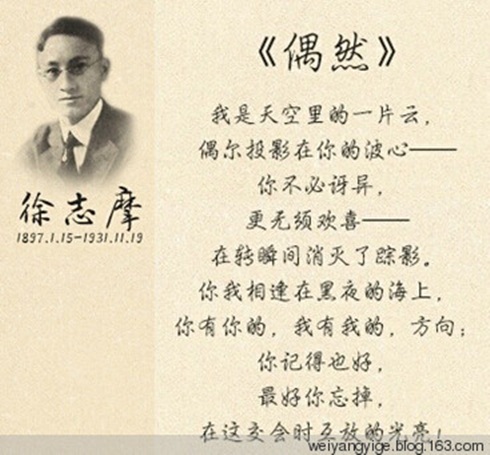 《偶然》
我是天空里的一片云，
偶尔投影在你的波心——
你不必讶异，
更无须欢喜——
在转瞬间消灭了踪影。
你我相逢在黑夜的海上，
你有你的，我有我的，方向；
你记得也好，
最好你忘掉，
在这交会时互放的光亮！
徐志摩
1897.1.15-1931.11.19
weiyangyige.blog.163.com